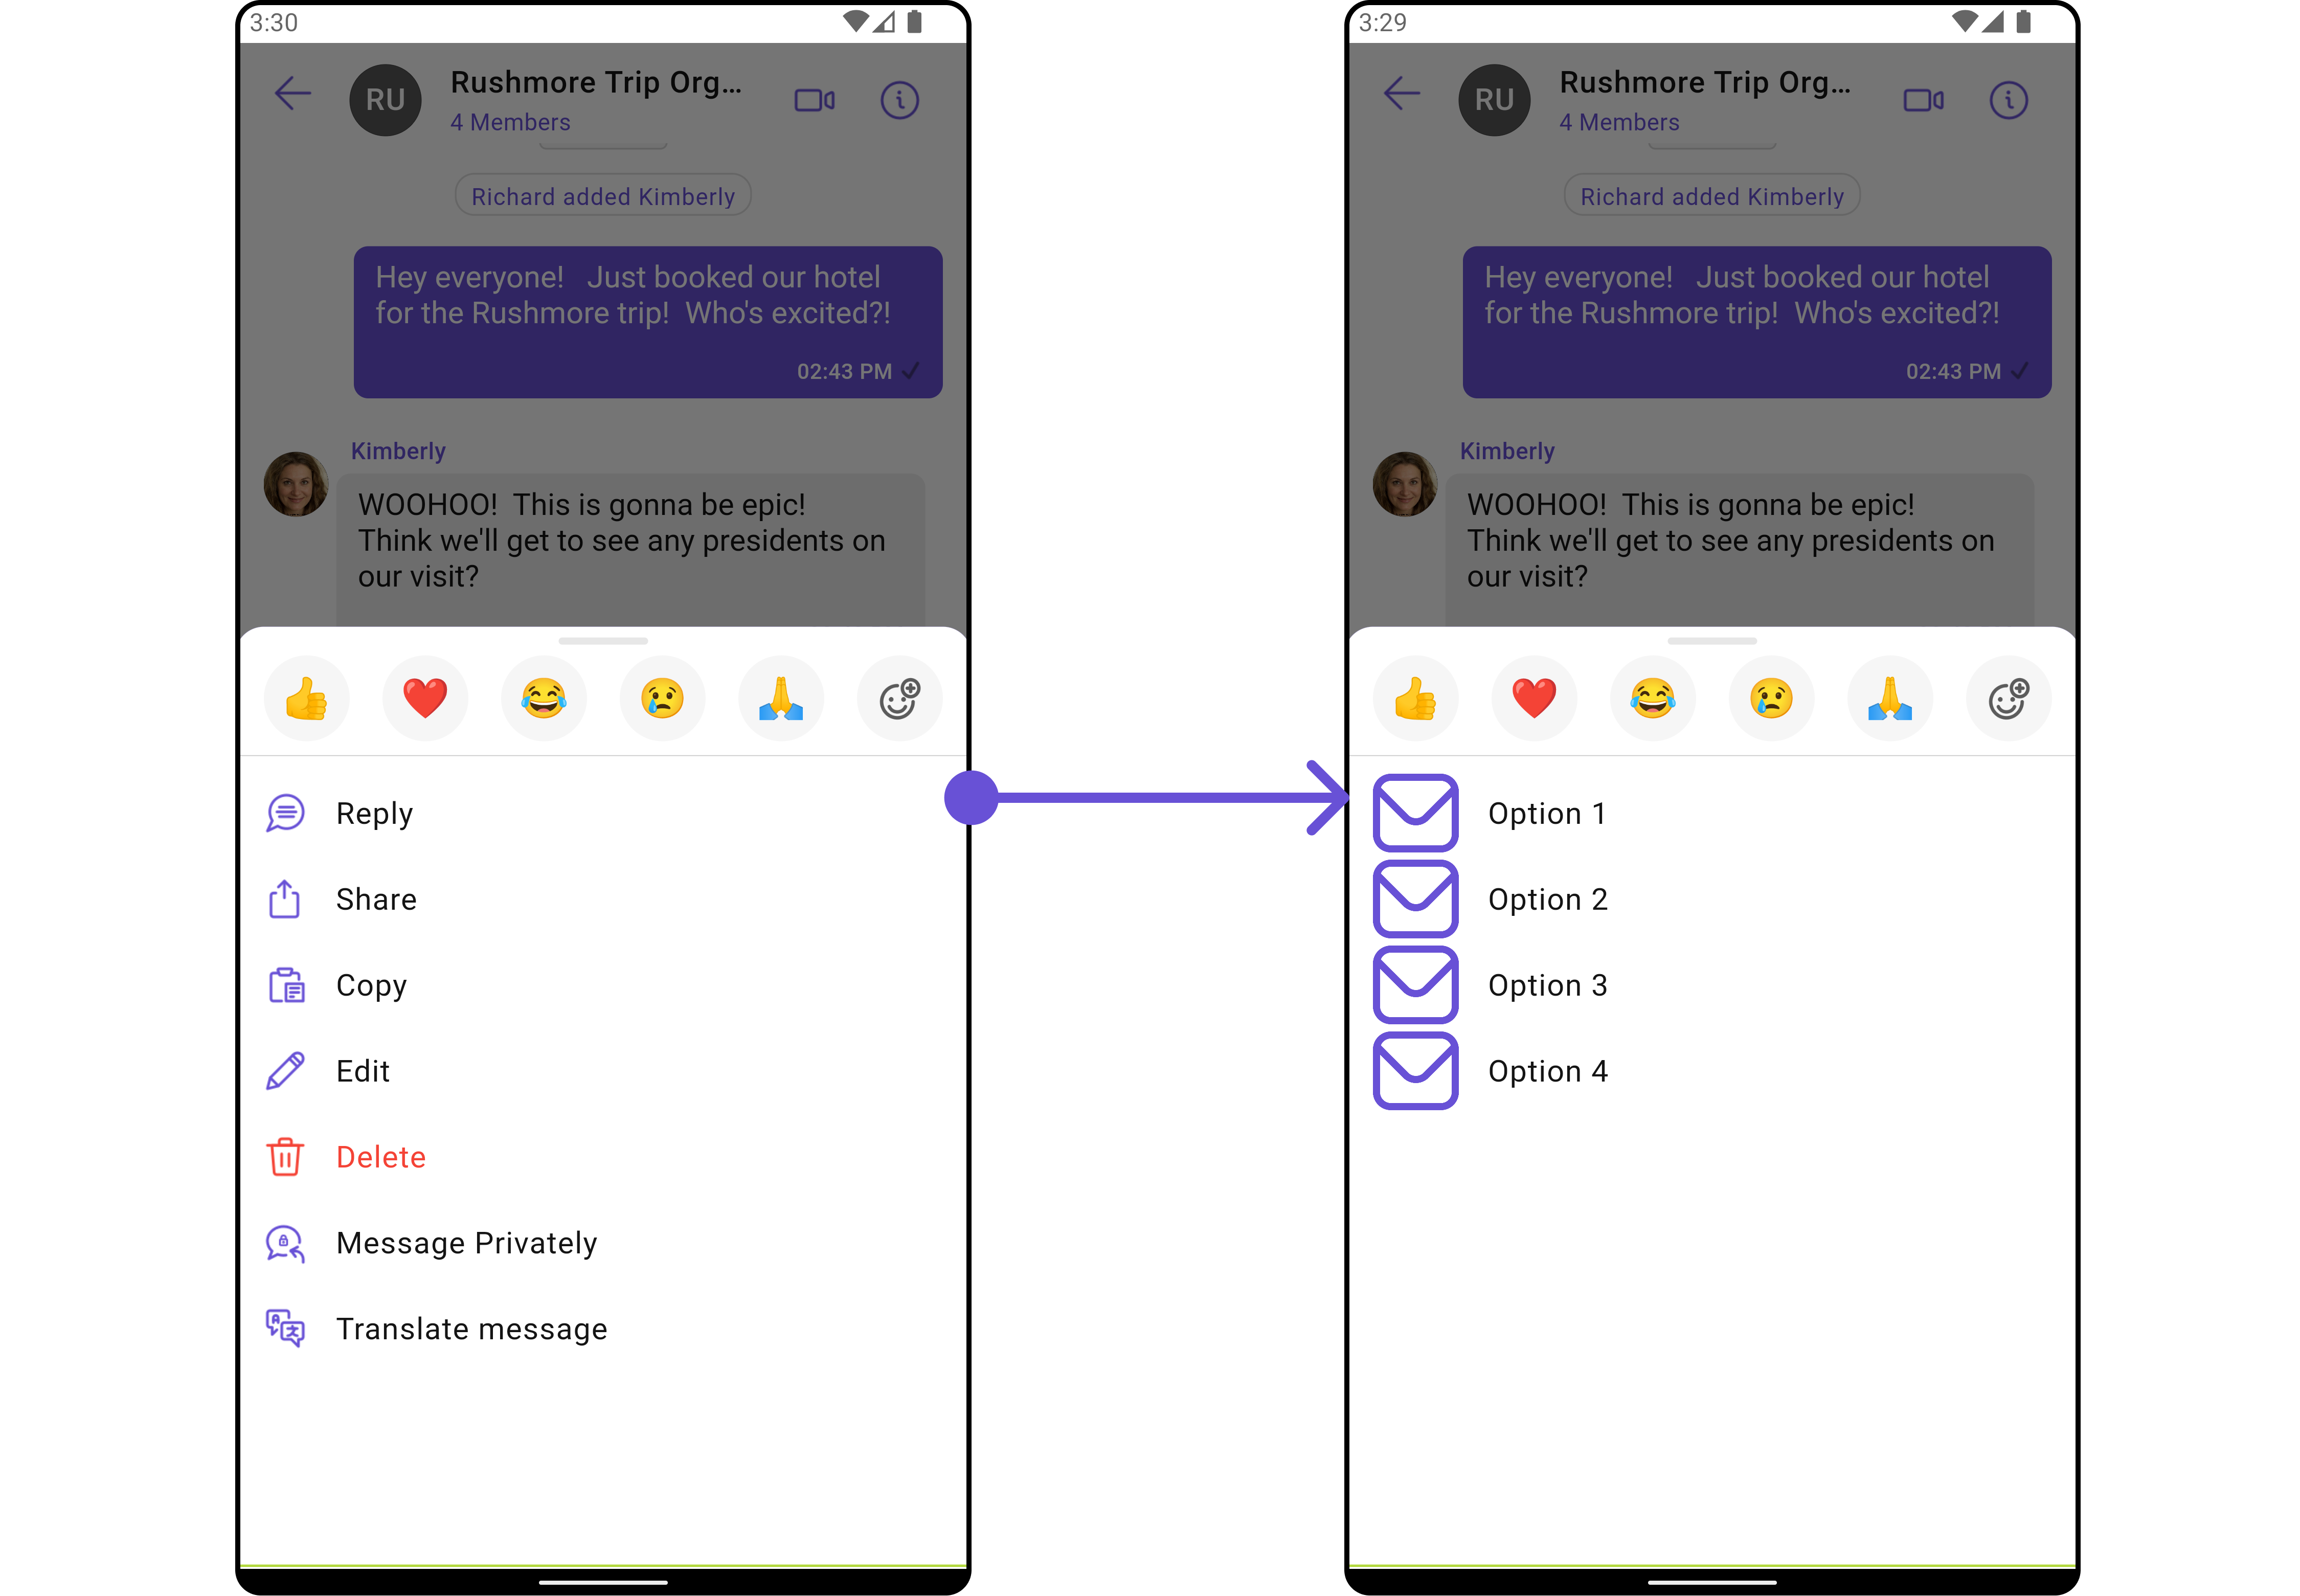 3:30
RU
Rushmore Trip Org...
4 Members
Richard added Kimberly
Hey everyone!   Just booked our hotel
for the Rushmore trip!  Who's excited?!
02:43 PM
Kimberly
WOOHOO!  This is gonna be epic!
Think we'll get to see any presidents on
our visit?
Reply
Share
Copy
Edit
Delete
Message Privately
Translate message
3:29
RU
Rushmore Trip Org...
4 Members
Richard added Kimberly
Hey everyone!   Just booked our hotel
for the Rushmore trip!  Who's excited?!
02:43 PM
Kimberly
WOOHOO!  This is gonna be epic!
Think we'll get to see any presidents on
our visit?
Option 1
Option 2
Option 3
Option 4